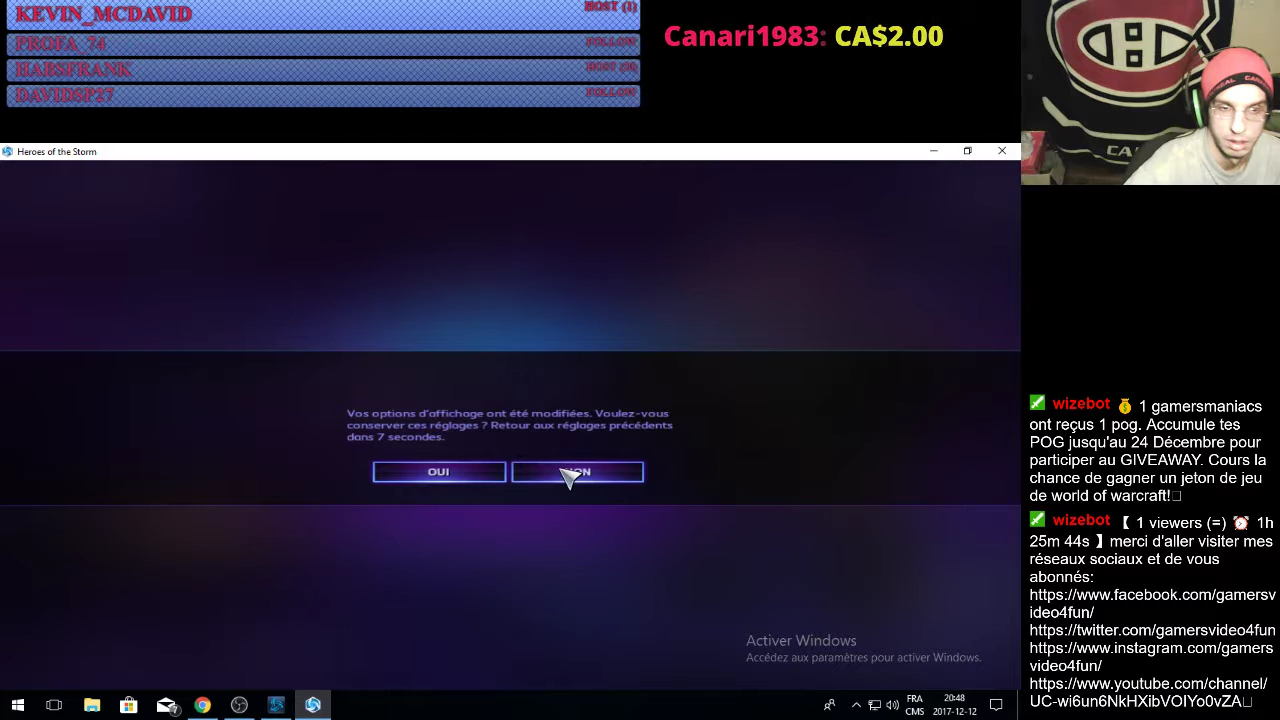 KEVIN_MCDAVID HOST (1)
PROFA_74 FOLLOW
HABSFRANK
DAVIDSP27 FOLLOW
Canari1983: CA$2.00
Heroes of the Storm
Vos options d'affichage ont été modifiées. Voulez-vous
conserver ces réglages ? Retour aux réglages précédents
dans 7 secondes.
OUI
Activer Windows
Accédez aux paramètres pour activer Windows.
wizebot 💰 1 gamersmaniacs
ont reçus 1 pog. Accumule tes
POG jusqu'au 24 Décembre pour
participer au GIVEAWAY. Cours la
chance de gagner un jeton de jeu
de world of warcraft!
wizebot 【 1 viewers (=) ⏰ 1h
25m 44s 】merci d'aller visiter mes
réseaux sociaux et de vous
abonnés:
https://www.facebook.com/gamersv
ideo4fun/
https://twitter.com/gamersvideo4fun
https://www.instagram.com/gamers
video4fun/
https://www.youtube.com/channel/
UC-wi6un6NkHXibVOIYo0vZA
FRA
CMS
20:48
2017-12-12